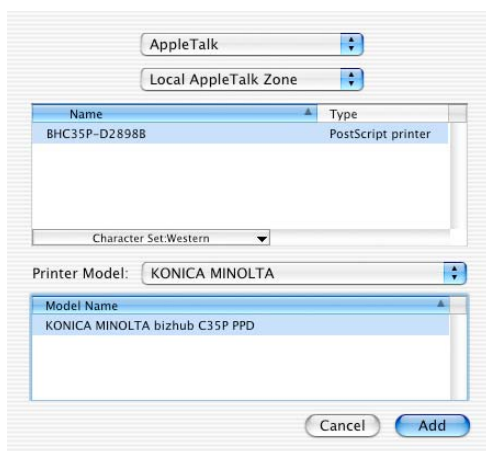 AppleTalk
Local AppleTalk Zone
Name Type
BHC35P-D2898B PostScript printer
Character Set:Western
Printer Model: KONICA MINOLTA
Model Name
KONICA MINOLTA bizhub C35P PPD
Cancel Add